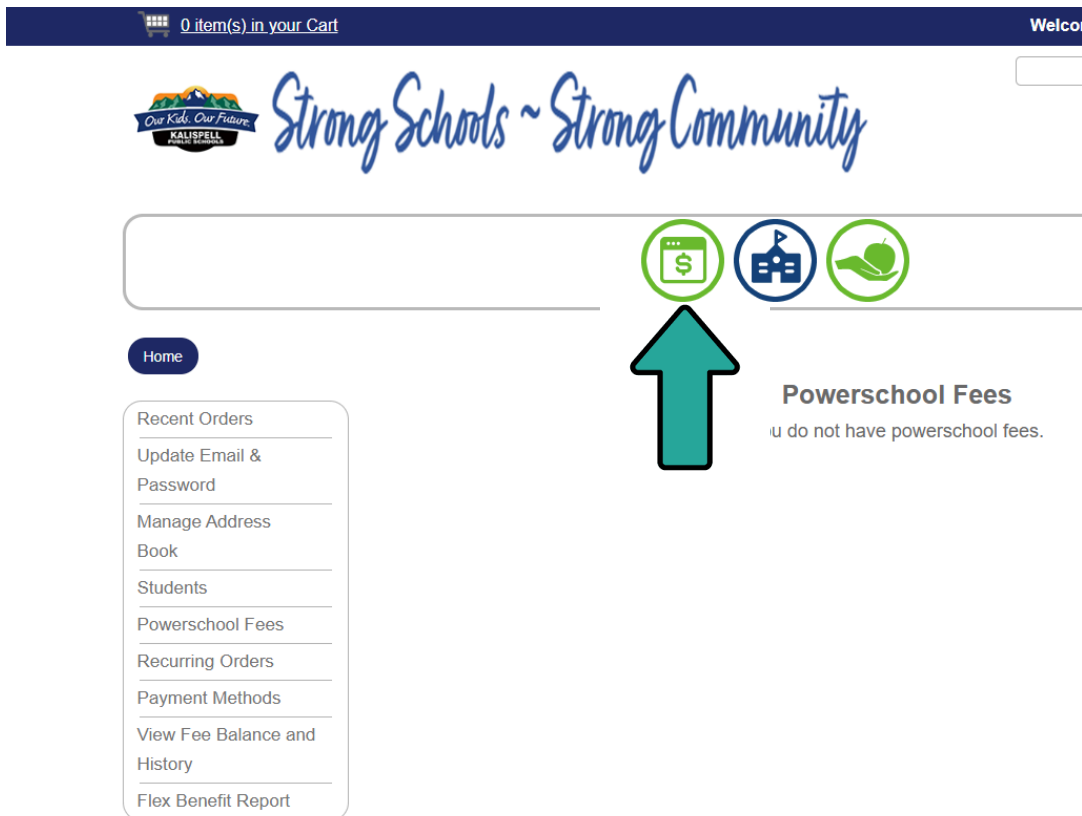 0 item(s) in your Cart
Our Kids. Our Future.
KALISPELL
PUBLIC SCHOOLS
Strong Schools ~ Strong Community
$
Home
Recent Orders
Update Email &
Password
Manage Address
Book
Students
Powerschool Fees
Recurring Orders
Payment Methods
View Fee Balance and
History
Flex Benefit Report
Powerschool Fees
do not have powerschool fees.